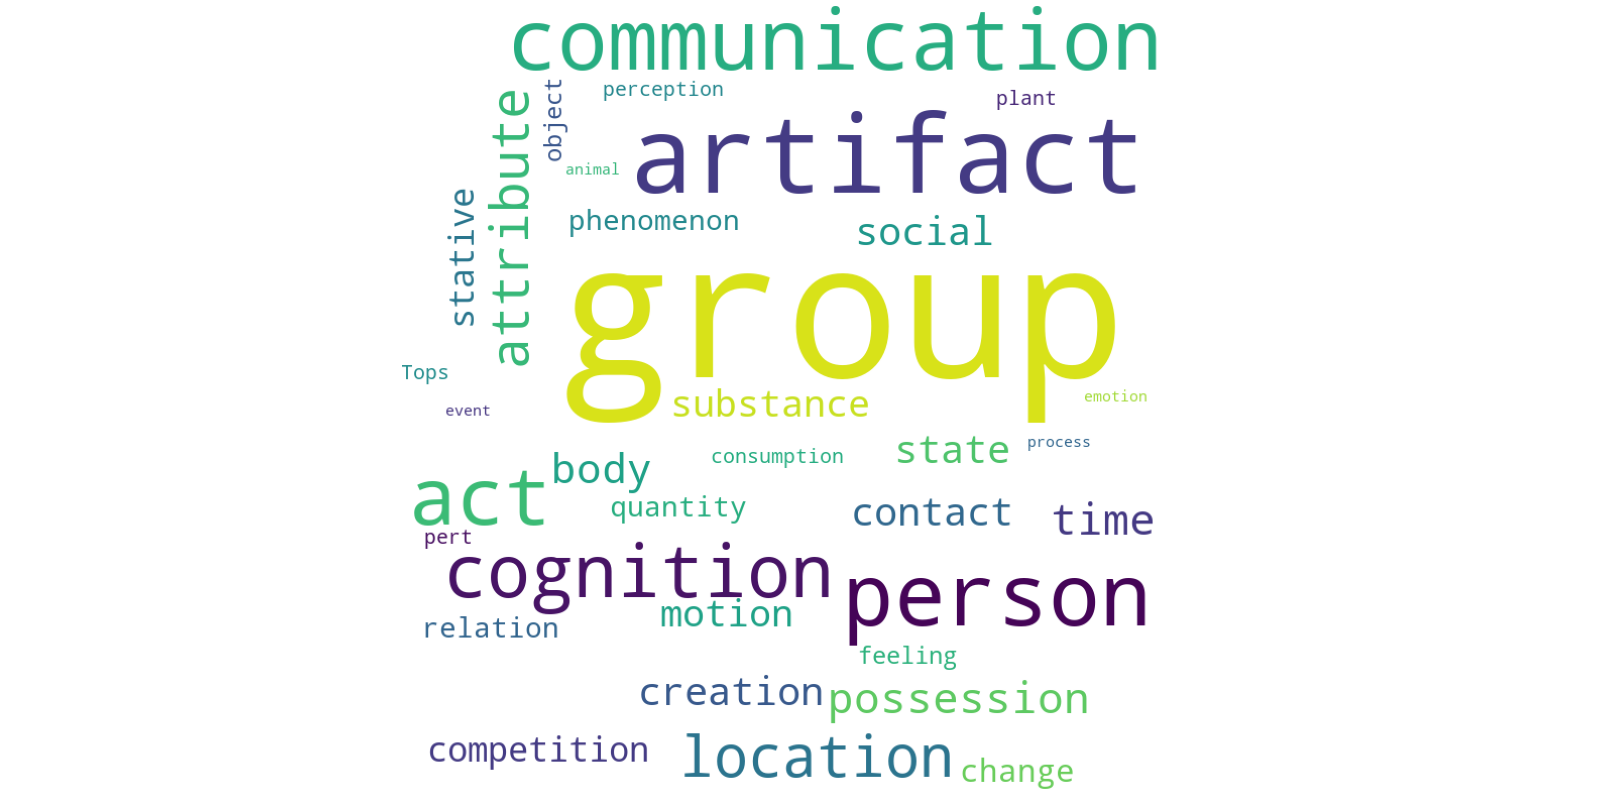 communication
perception
object
plant
attribute
artifact
animal
stative
phenomenon
social
group
Tops
substance
emotion
event
process
state
consumption
body
act
quantity
contact
time
pert
cognition
person
motion
relation
feeling
creation
possession
competition
location
change